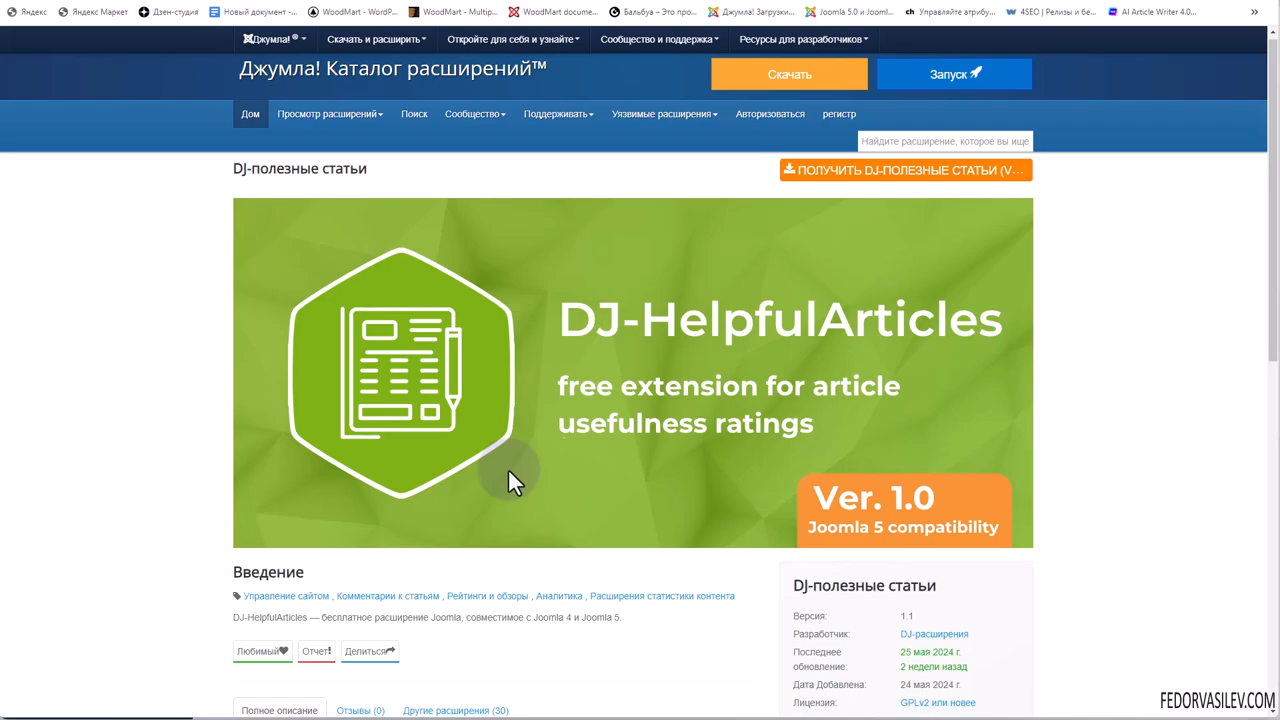 Яндекс Яндекс Маркет Дзен-студия Новый документ -... WoodMart - WordP... WoodMart - Multip... WoodMart docume... Бальбуа – Это про... Джумла! Загрузки... Joomla 5.0 и Jooml... Управляйте атрибу... 4SEO | Релизы и бе... AI Article Writer 4.0... »
Джумла! ® Скачать и расширить Откройте для себя и узнайте Сообщество и поддержка Ресурсы для разработчиков
Джумла! Каталог расширений™ Скачать Запуск
Дом Просмотр расширений Поиск Сообщество Поддерживать Уязвимые расширения Авторизоваться регистр
Найдите расширение, которое вы ище
DJ-полезные статьи ПОЛУЧИТЬ DJ-ПОЛЕЗНЫЕ СТАТЬИ (V...
DJ-HelpfulArticles
free extension for article
usefulness ratings
Ver. 1.0
Joomla 5 compatibility
Введение
Управление сайтом , Комментарии к статьям , Рейтинги и обзоры , Аналитика , Расширения статистики контента
DJ-HelpfulArticles — бесплатное расширение Joomla, совместимое с Joomla 4 и Joomla 5.
Любимый Отчет! Делиться
Полное описание Отзывы (0) Другие расширения (30)
DJ-полезные статьи
Версия: 1.1
Разработчик: DJ-расширения
Последнее обновление: 25 мая 2024 г.
2 недели назад
Дата Добавлена: 24 мая 2024 г.
Лицензия: GPLv2 или новее
FEDORVASILEV.COM